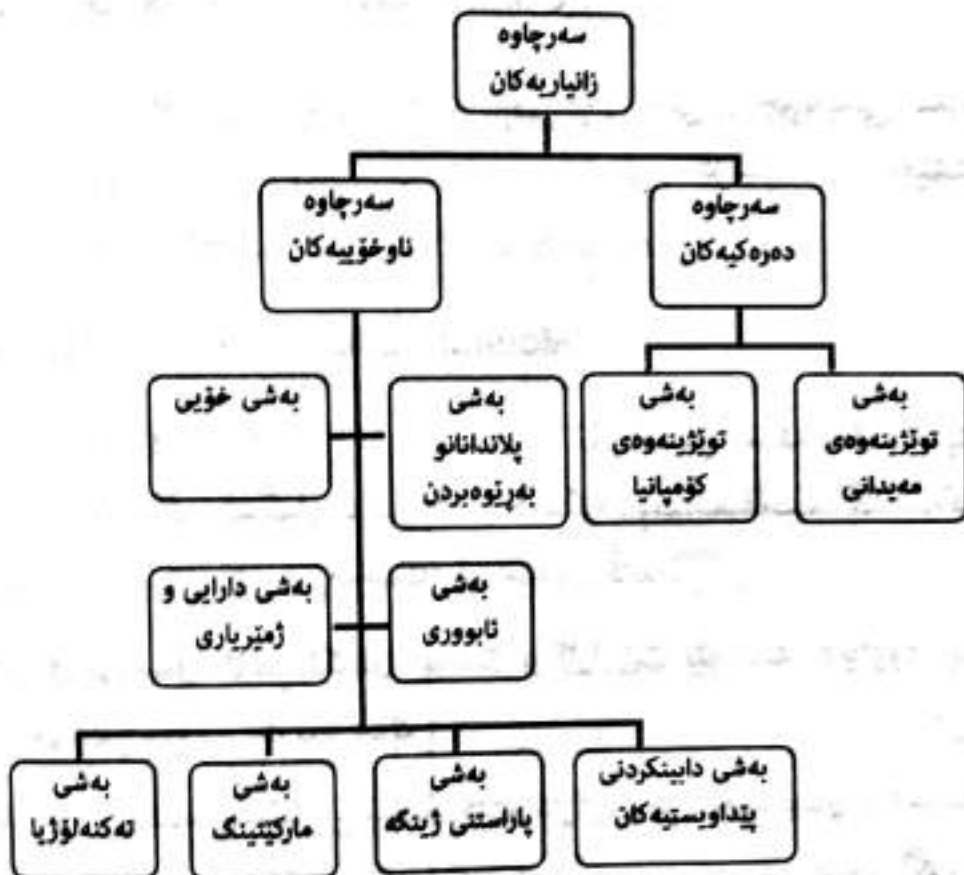 سەرچاوە
زانیاریەکان
سەرچاوە
دەرەکیەکان
سەرچاوە
ناوخۆییەکان
بەشی
توێژینەوەی
مەیدانی
بەشی
توێژینەوەی
کۆمپانیا
بەشی
پلاندانانو
بەڕێوەبردن
بەشی خۆیی
بەشی
ئابووری
بەشی دارایی و
ژمێریاری
بەشی دابینکردنی
پێداویستیەکان
بەشی
پاراستنی ژینگە
بەشی
مارکێتینگ
بەشی
تەکنەلۆژیا